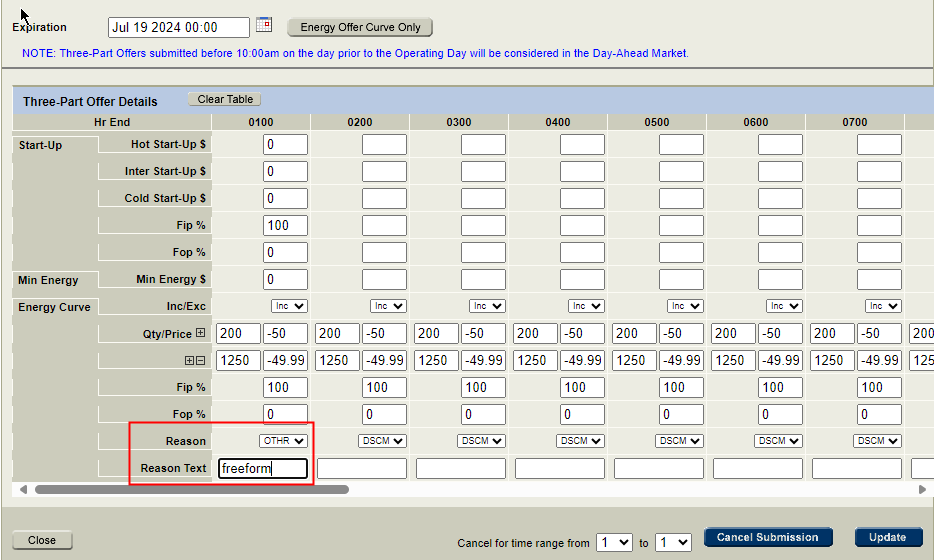 Expiration Jul 19 2024 00:00 Energy Offer Curve Only
NOTE: Three-Part Offers submitted before 10:00am on the day prior to the Operating Day will be considered in the Day-Ahead Market.
Three-Part Offer Details Clear Table
Hr End 0100 0200 0300 0400 0500 0600 0700
Start-Up Hot Start-Up $ 0
Inter Start-Up $ 0
Cold Start-Up $ 0
Fip % 100
Fop % 0
Min Energy Min Energy $ 0
Energy Curve Inc/Exc Inc Inc Inc Inc Inc Inc Inc
Qty/Price 200 -50 200 -50 200 -50 200 -50 200 -50 200 -50 200 -50 200
1250 -49.99 1250 -49.99 1250 -49.99 1250 -49.99 1250 -49.99 1250 -49.99 1250 -49.99 125
Fip % 100 100 100 100 100 100 100
Fop % 0 0 0 0 0 0 0
Reason OTHR DSCM DSCM DSCM DSCM DSCM DSCM
Reason Text freeform
Close Cancel for time range from 1 to 1 Cancel Submission Update